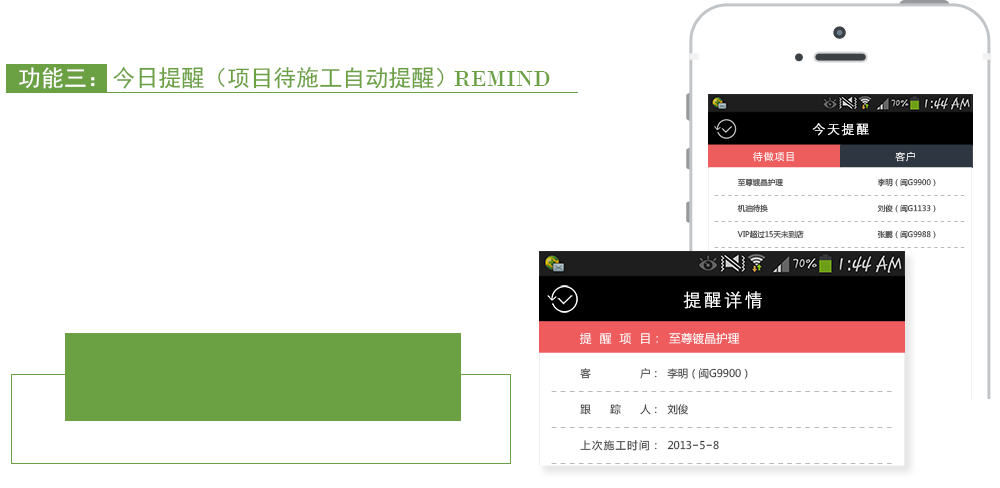 功能三：今日提醒（项目待施工自动提醒）REMIND
70% 1:44 AM
今天提醒
待做项目 客户
至尊镀晶护理 李明（闽G9900）
机油待换 刘俊（闽G1133）
VIP超过15天未到店 张鹏（闽G9988）
70% 1:44 AM
提醒详情
提醒项目：至尊镀晶护理
客户：李明（闽G9900）
跟踪人：刘俊
上次施工时间：2013-5-8